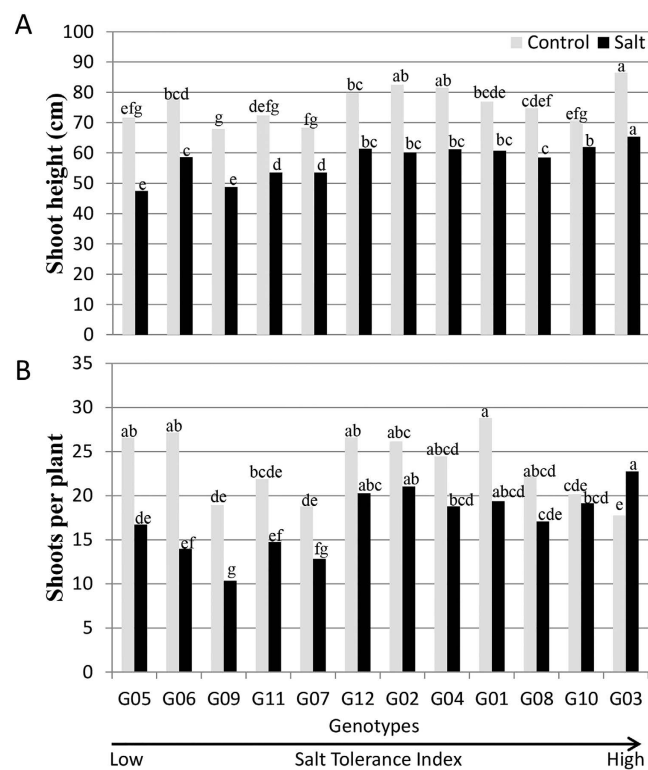 A
Control Salt
Shoot height (cm)
100
90
80
70
60
50
40
30
20
10
0
efg bcd g defg fg bc ab ab bcde cdef efg a
e c e d d bc bc bc bc c b a
B
Shoots per plant
35
30
25
20
15
10
5
0
ab ab de bcde de ab abc abcd a abcd cde e
de ef g ef fg abc ab bcd abcd cde bcd a
G05 G06 G09 G11 G07 G12 G02 G04 G01 G08 G10 G03
Genotypes
Low Salt Tolerance Index High